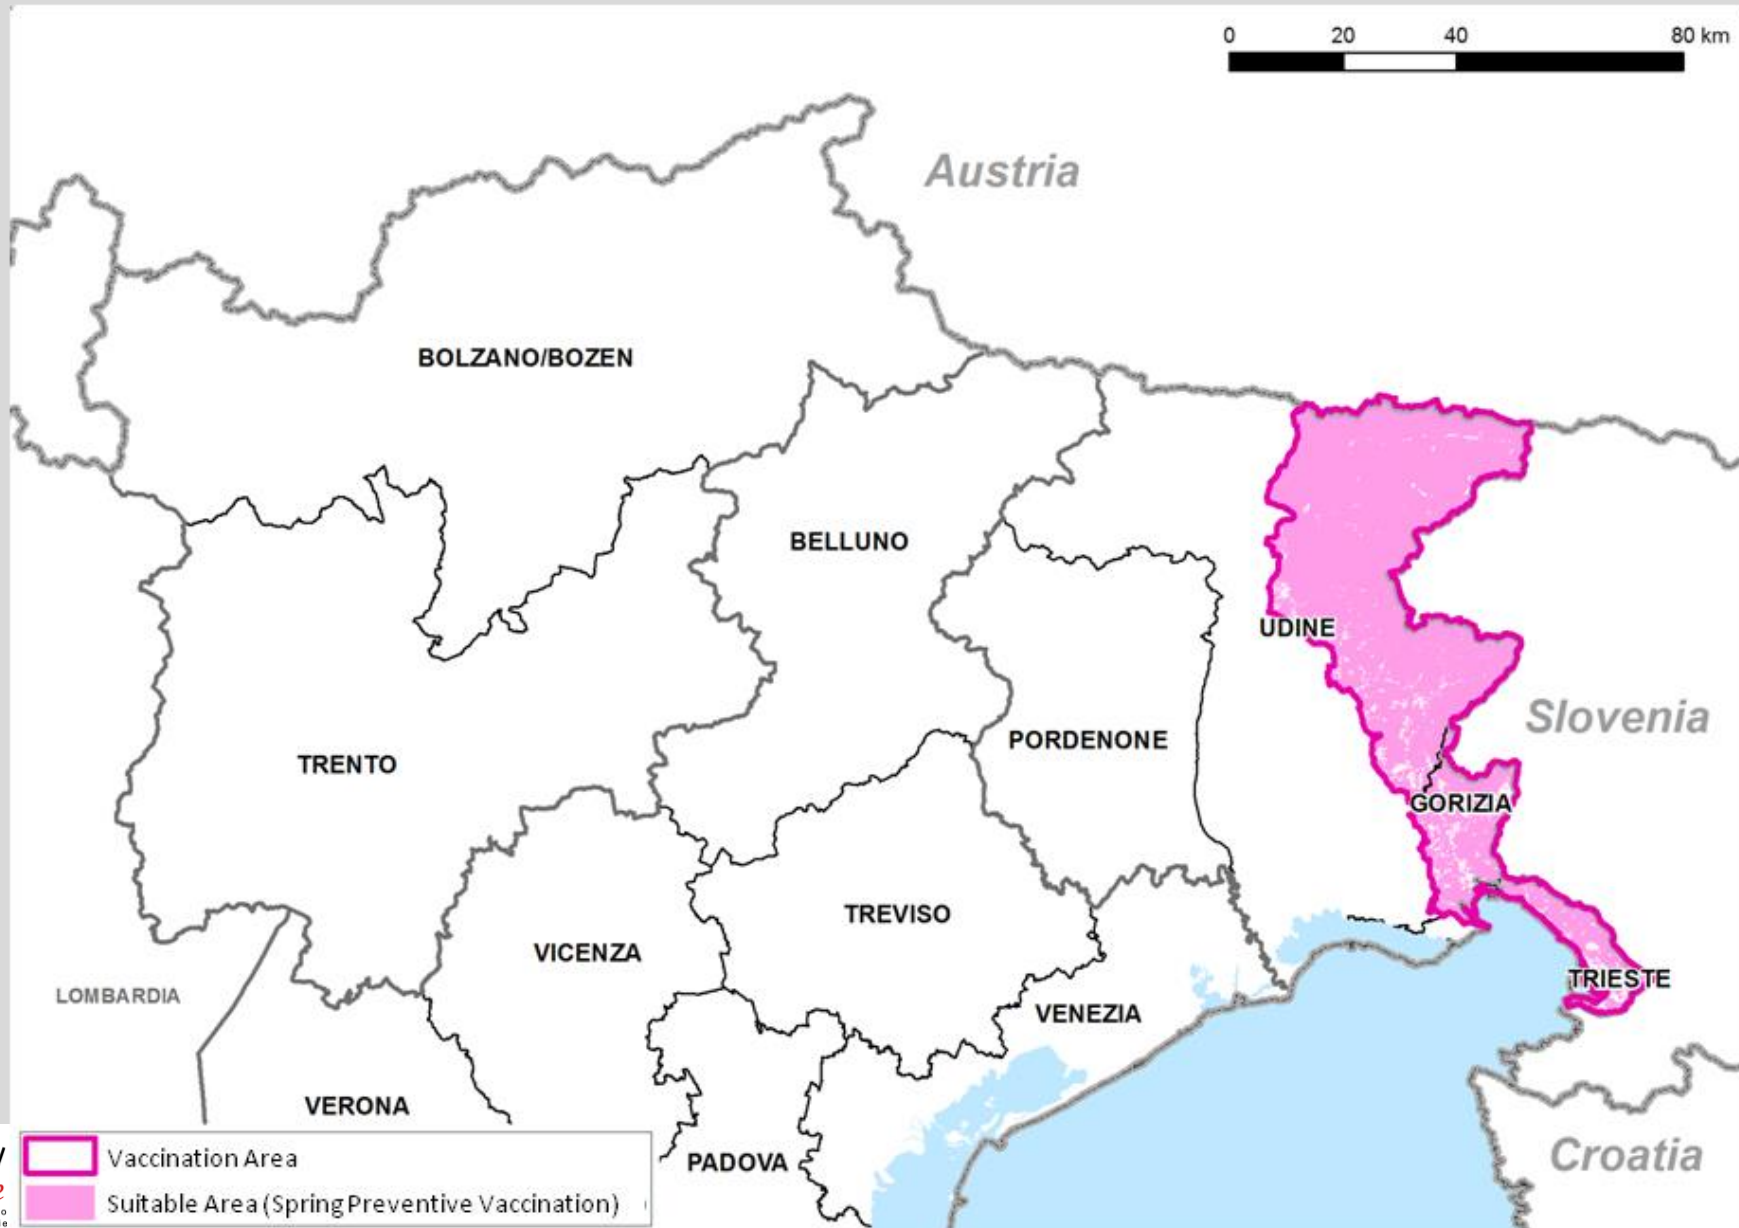 0 20 40 80 km
Austria
BOLZANO/BOZEN
BELLUNO
UDINE
Slovenia
PORDENONE
TRENTO
GORIZIA
TREVISO
VICENZA
TRIESTE
LOMBARDIA
VENEZIA
VERONA
Croatia
PADOVA
Vaccination Area
Suitable Area (Spring Preventive Vaccination)